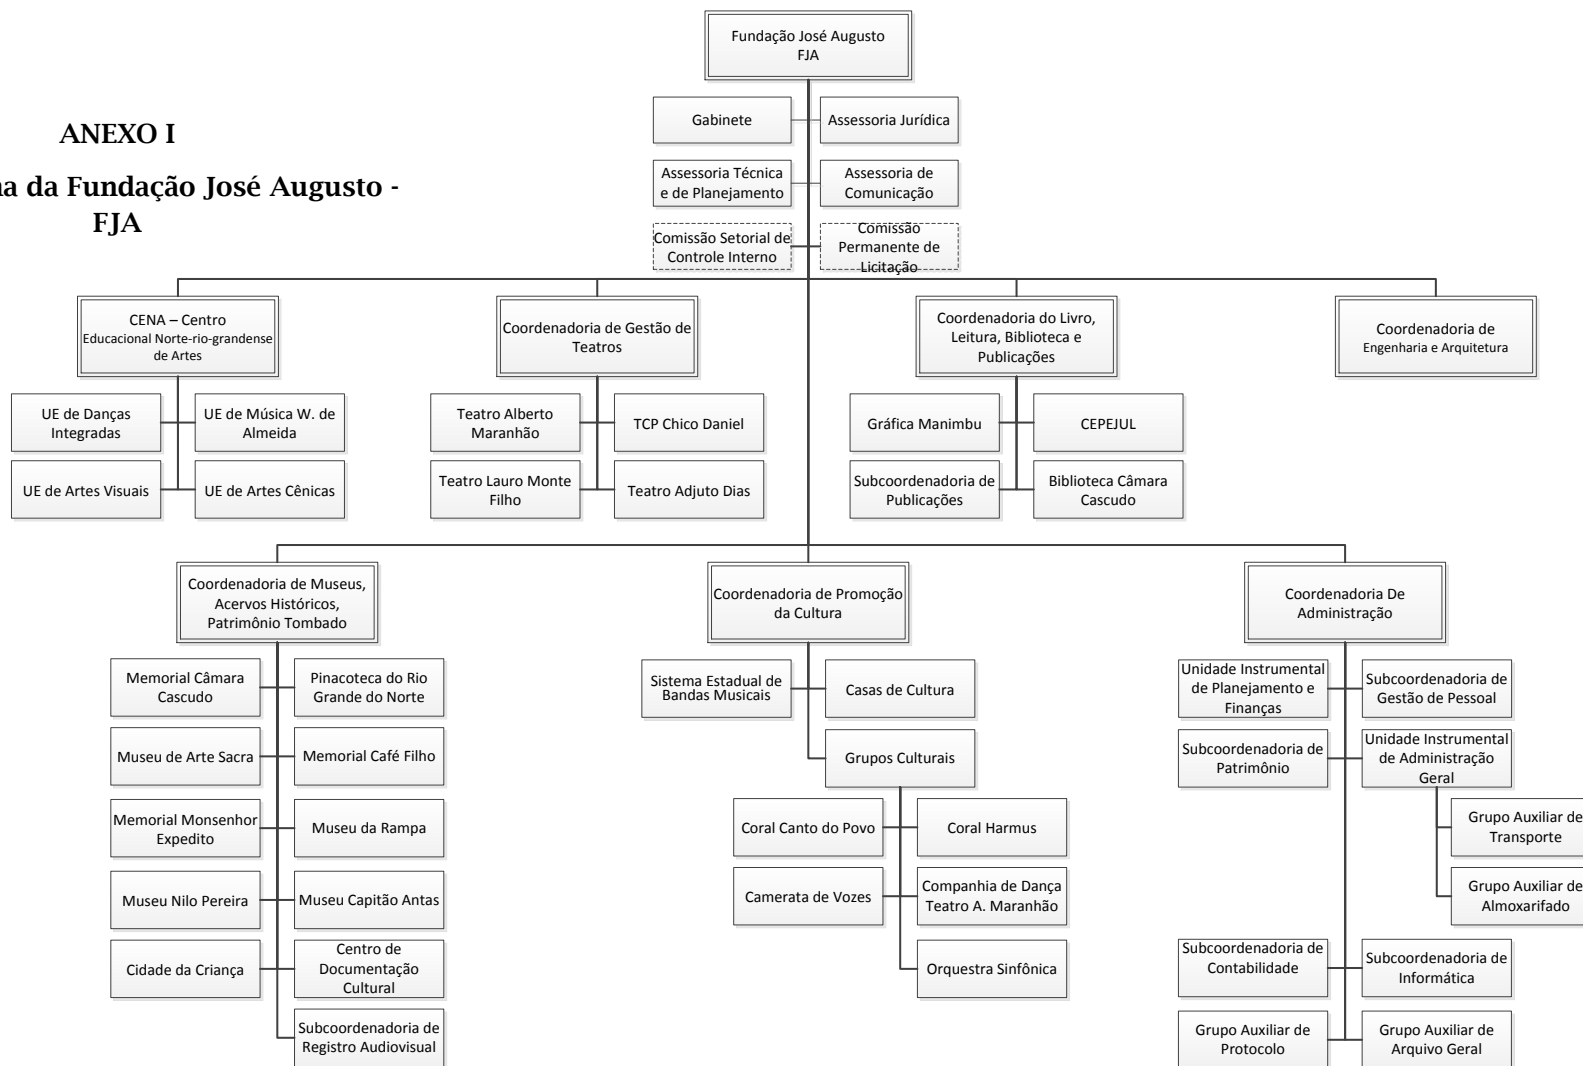 Fundação José Augusto
FJA
ANEXO I
na da Fundação José Augusto -
FJA
Gabinete
Assessoria Jurídica
Assessoria Técnica
e de Planejamento
Assessoria de
Comunicação
Comissão Setorial de
Controle Interno
Comissão
Permanente de
Licitação
CENA – Centro
Educacional Norte-rio-grandense
de Artes
Coordenadoria de Gestão de
Teatros
Coordenadoria do Livro,
Leitura, Biblioteca e
Publicações
Coordenadoria de
Engenharia e Arquitetura
UE de Danças
Integradas
UE de Música W. de
Almeida
UE de Artes Visuais
UE de Artes Cênicas
Teatro Alberto
Maranhão
TCP Chico Daniel
Teatro Lauro Monte
Filho
Teatro Adjuto Dias
Gráfica Manimbu
CEPEJUL
Subcoordenadoria de
Publicações
Biblioteca Câmara
Cascudo
Coordenadoria de Museus,
Acervos Históricos,
Patrimônio Tombado
Coordenadoria de Promoção
da Cultura
Coordenadoria De
Administração
Memorial Câmara
Cascudo
Pinacoteca do Rio
Grande do Norte
Museu de Arte Sacra
Memorial Café Filho
Memorial Monsenhor
Expedito
Museu da Rampa
Museu Nilo Pereira
Museu Capitão Antas
Cidade da Criança
Centro de
Documentação
Cultural
Subcoordenadoria de
Registro Audiovisual
Sistema Estadual de
Bandas Musicais
Casas de Cultura
Grupos Culturais
Coral Canto do Povo
Coral Harmus
Camerata de Vozes
Companhia de Dança
Teatro A. Maranhão
Orquestra Sinfônica
Unidade Instrumental
de Planejamento e
Finanças
Subcoordenadoria de
Gestão de Pessoal
Subcoordenadoria de
Patrimônio
Unidade Instrumental
de Administração
Geral
Grupo Auxiliar de
Transporte
Grupo Auxiliar de
Almoxarifado
Subcoordenadoria de
Contabilidade
Subcoordenadoria de
Informática
Grupo Auxiliar de
Protocolo
Grupo Auxiliar de
Arquivo Geral